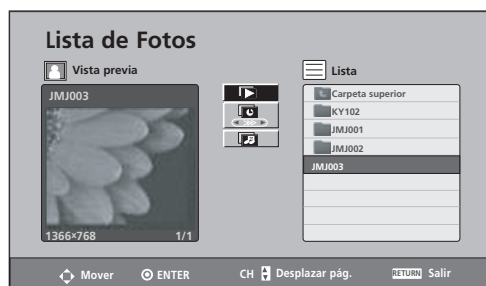 Lista de Fotos
Vista previa
JMJ003
1366×768 1/1
Lista
Carpeta superior
KY102
JMJ001
JMJ002
JMJ003
Mover ENTER CH Desplazar pág. RETURN Salir